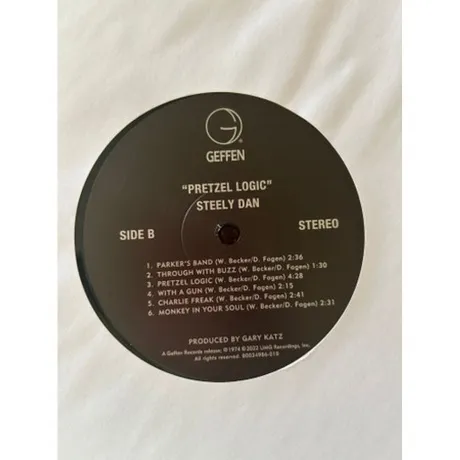 GEFFEN
"PRETZEL LOGIC"
STEELY DAN
SIDE B
STEREO
1. PARKER'S BAND (W. Becker/D. Fagen) 2:36
2. THROUGH WITH BUZZ (W. Becker/D. Fagen) 1:30
3. PRETZEL LOGIC (W. Becker/D. Fagen) 4:28
4. WITH A GUN (W. Becker/D. Fagen) 2:15
5. CHARLIE FREAK (W. Becker/D. Fagen) 2:41
6. MONKEY IN YOUR SOUL (W. Becker/D. Fagen) 2:31
PRODUCED BY GARY KATZ
A Geffen Records release; ℗1974 ©2022 UMG Recordings, Inc.
All rights reserved. B0034986-01B